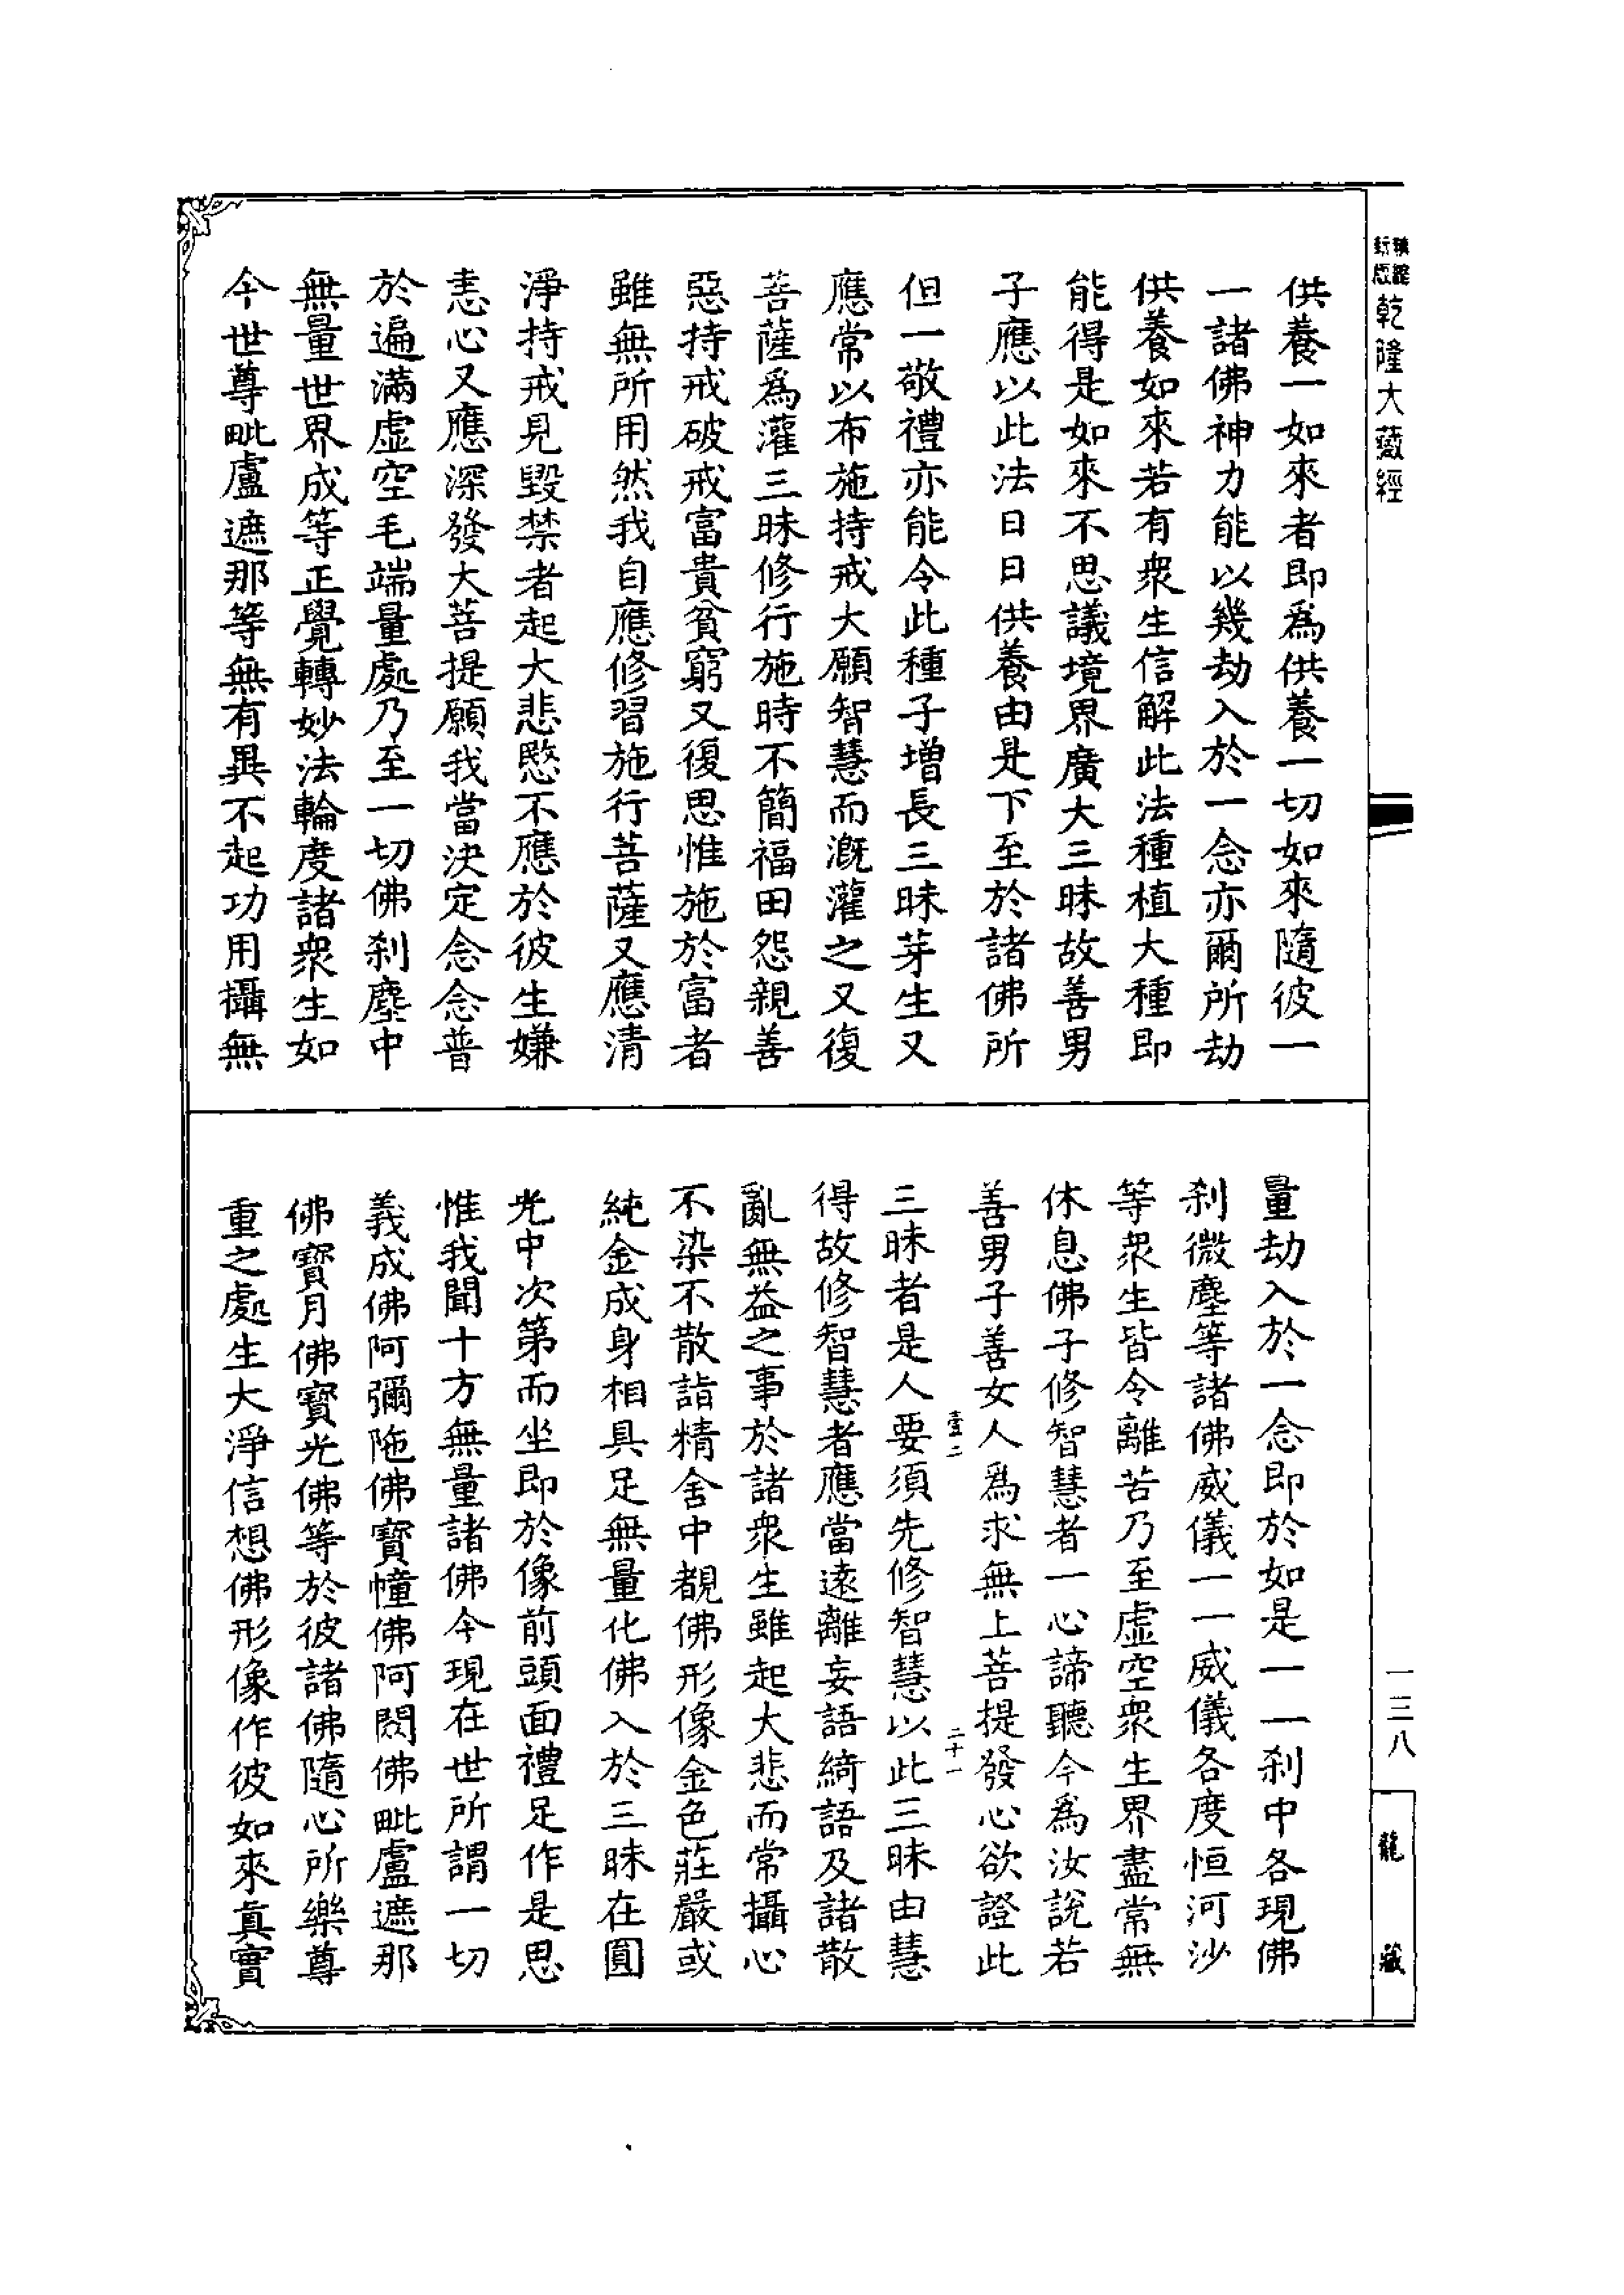 乾隆大藏經
供養一如來者即爲供養一切如來隨彼一
一諸佛神力能以幾劫入於一念亦爾所劫
供養如來若有衆生信解此法種植大種即
能得是如來不思議境界廣大三昧故善男
子應以此法日日供養由是下至於諸佛所
但一敬禮亦能令此種子增長三昧芽生又
應常以布施持戒大願智慧而溉灌之又復
菩薩爲灌三昧修行施時不簡福田怨親善
惡持戒破戒富貴貧窮又復思惟施於富者
雖無所用然我自應修習施行菩薩又應清
淨持戒見毀禁者起大悲愍不應於彼生嫌
恚心又應深發大菩提願我當決定念念普
於遍滿虛空毛端量處乃至一切佛刹塵中
無量世界成等正覺轉妙法輪度諸衆生如
今世尊毗盧遮那等無有異不起功用攝無
量劫入於一念即於如是一一刹中各現佛
刹微塵等諸佛威儀一一威儀各度恒河沙
等衆生皆令離苦乃至虛空衆生界盡常無
休息佛子修智慧者一心諦聽今爲汝說若
善男子善女人爲求無上菩提發心欲證此
壹二 二十一
三昧者是人要須先修智慧以此三昧由慧
得故修智慧者應當遠離妄語綺語及諸散
亂無益之事於諸衆生雖起大悲而常攝心
不染不散詣精舍中覩佛形像金色莊嚴或
純金成身相具足無量化佛入於三昧在圓
光中次第而坐即於像前頭面禮足作是思
惟我聞十方無量諸佛今現在世所謂一切
義成佛阿彌陁佛寶幢佛阿閦佛毗盧遮那
佛寶月佛寶光佛等於彼諸佛隨心所樂尊
重之處生大淨信想佛形像作彼如來眞實
一三八
龍藏